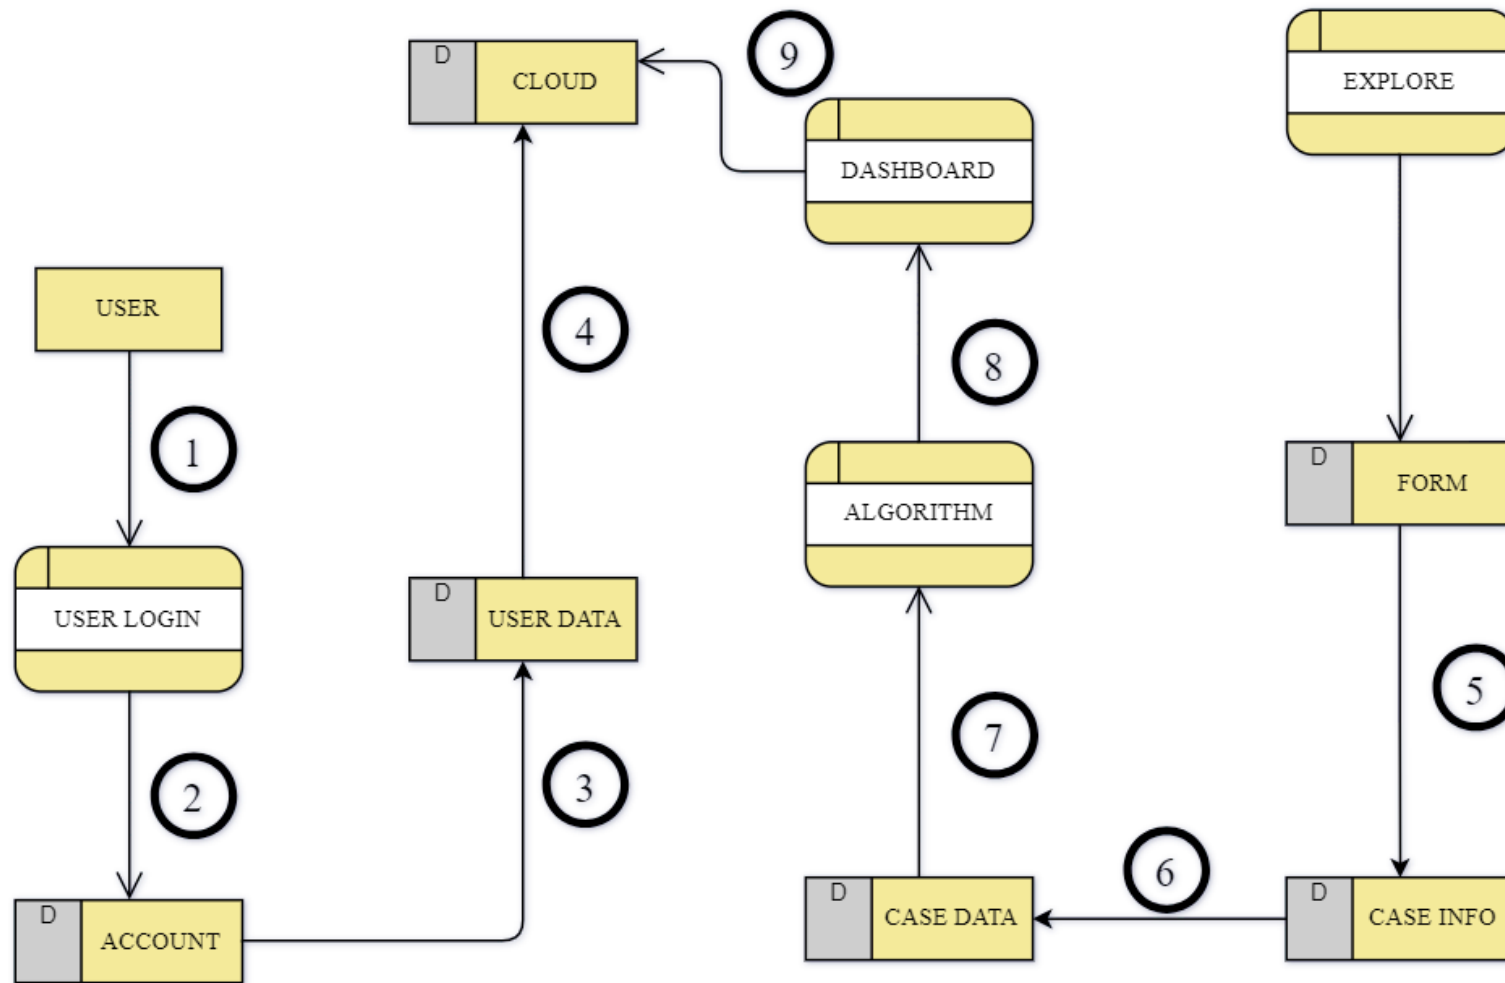 D
CLOUD
9
EXPLORE
DASHBOARD
USER
4
8
1
D
FORM
ALGORITHM
D
USER DATA
USER LOGIN
5
7
3
2
6
D
CASE DATA
D
CASE INFO
D
ACCOUNT